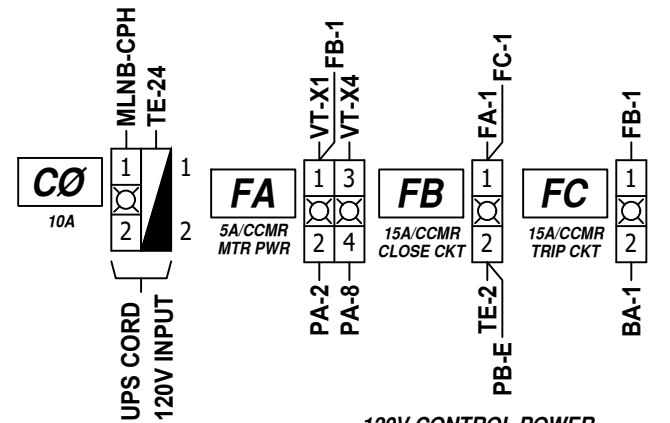 MLNB-CPH
TE-24
CØ
10A
1
2
1
2
UPS CORD
120V INPUT
VT-X1
FB-1
VT-X4
FA
5A/CCMR
MTR PWR
1 3
2 4
PA-2
PA-8
FA-1
FC-1
FB
15A/CCMR
CLOSE CKT
1
2
TE-2
PB-E
FB-1
FC
15A/CCMR
TRIP CKT
1
2
BA-1
120V CONTROL POWER